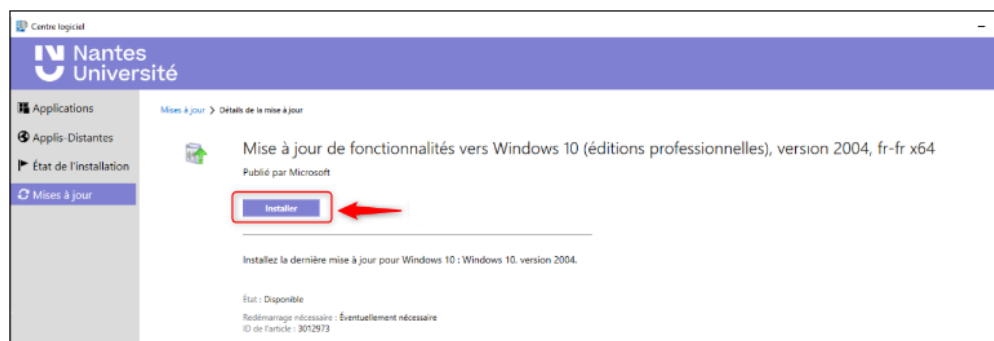 Centre logiciel
Nantes
Université
Applications
Applis-Distantes
État de l'installation
Mises à jour
Mises à jour > Détails de la mise à jour
Mise à jour de fonctionnalités vers Windows 10 (éditions professionnelles), version 2004, fr-fr x64
Publié par Microsoft
Installer
Installez la dernière mise à jour pour Windows 10 : Windows 10. version 2004.
État : Disponible
Redémarrage nécessaire : Éventuellement nécessaire
ID de l'article : 3012973